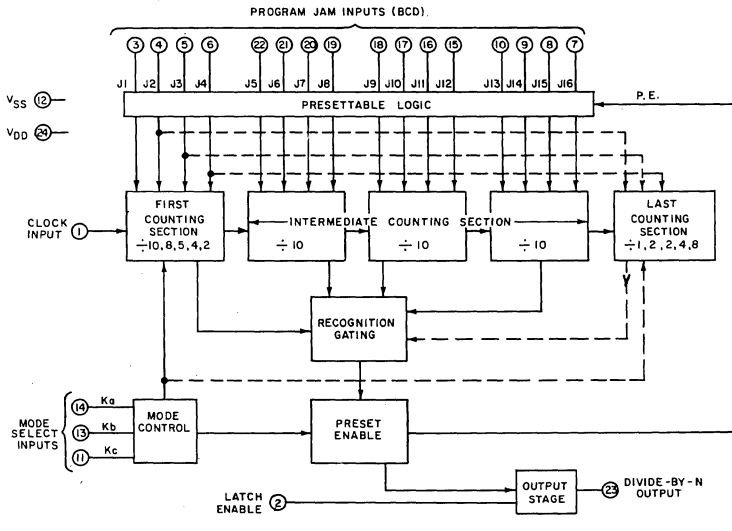 PROGRAM JAM INPUTS (BCD).
3 4 5 6 22 21 20 19 18 17 16 15 10 9 8 7
J1 J2 J3 J4 J5 J6 J7 J8 J9 J10 J11 J12 J13 J14 J15 J16
VSS 12
PRESETTABLE LOGIC
P.E.
VDD 24
CLOCK
INPUT 1
FIRST
COUNTING
SECTION
÷10,8,5,4,2
INTERMEDIATE COUNTING SECTION
÷ 10
÷ 10
÷ 10
LAST
COUNTING
SECTION
÷1, 2, 2, 4, 8
RECOGNITION
GATING
MODE
SELECT
INPUTS
14 Ka
13 Kb
11 Kc
MODE
CONTROL
PRESET
ENABLE
LATCH
ENABLE 2
OUTPUT
STAGE
23 DIVIDE-BY-N
OUTPUT